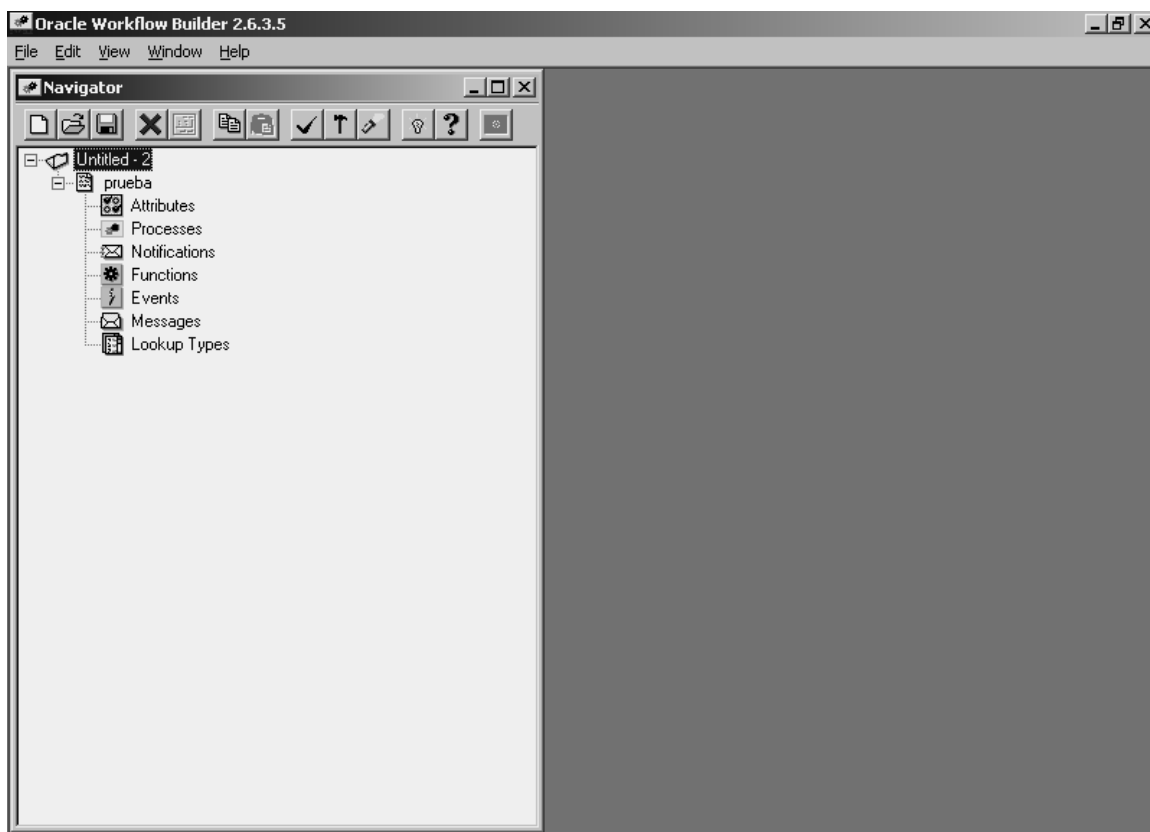 Oracle Workflow Builder 2.6.3.5
File Edit View Window Help
Navigator
Untitled - 2
prueba
Attributes
Processes
Notifications
Functions
Events
Messages
Lookup Types